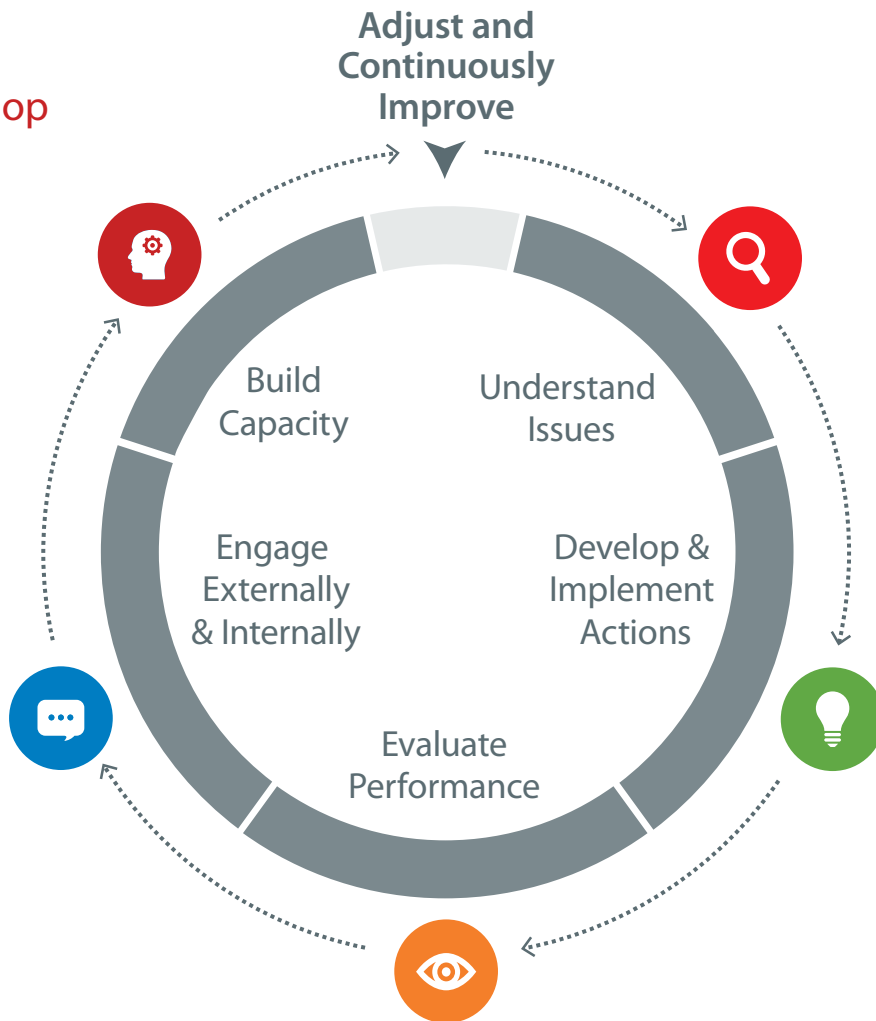 Adjust and
Continuously
Improve
op
Build
Capacity
Understand
Issues
Engage
Externally
& Internally
Develop &
Implement
Actions
Evaluate
Performance